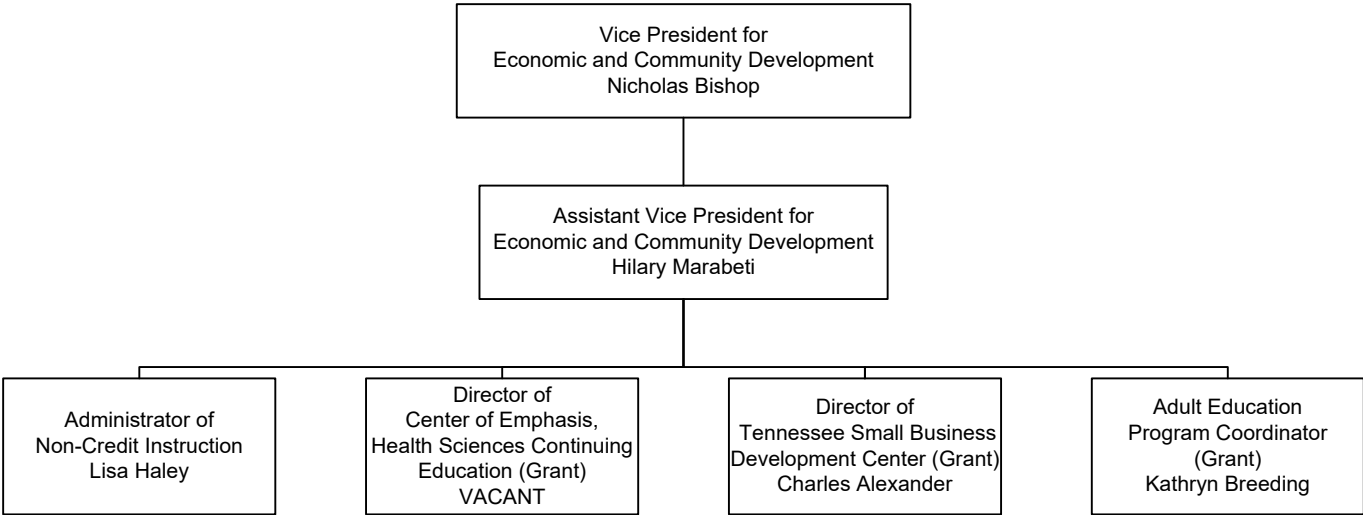 Vice President for
Economic and Community Development
Nicholas Bishop
Assistant Vice President for
Economic and Community Development
Hilary Marabeti
Administrator of
Non-Credit Instruction
Lisa Haley
Director of
Center of Emphasis,
Health Sciences Continuing
Education (Grant)
VACANT
Director of
Tennessee Small Business
Development Center (Grant)
Charles Alexander
Adult Education
Program Coordinator
(Grant)
Kathryn Breeding